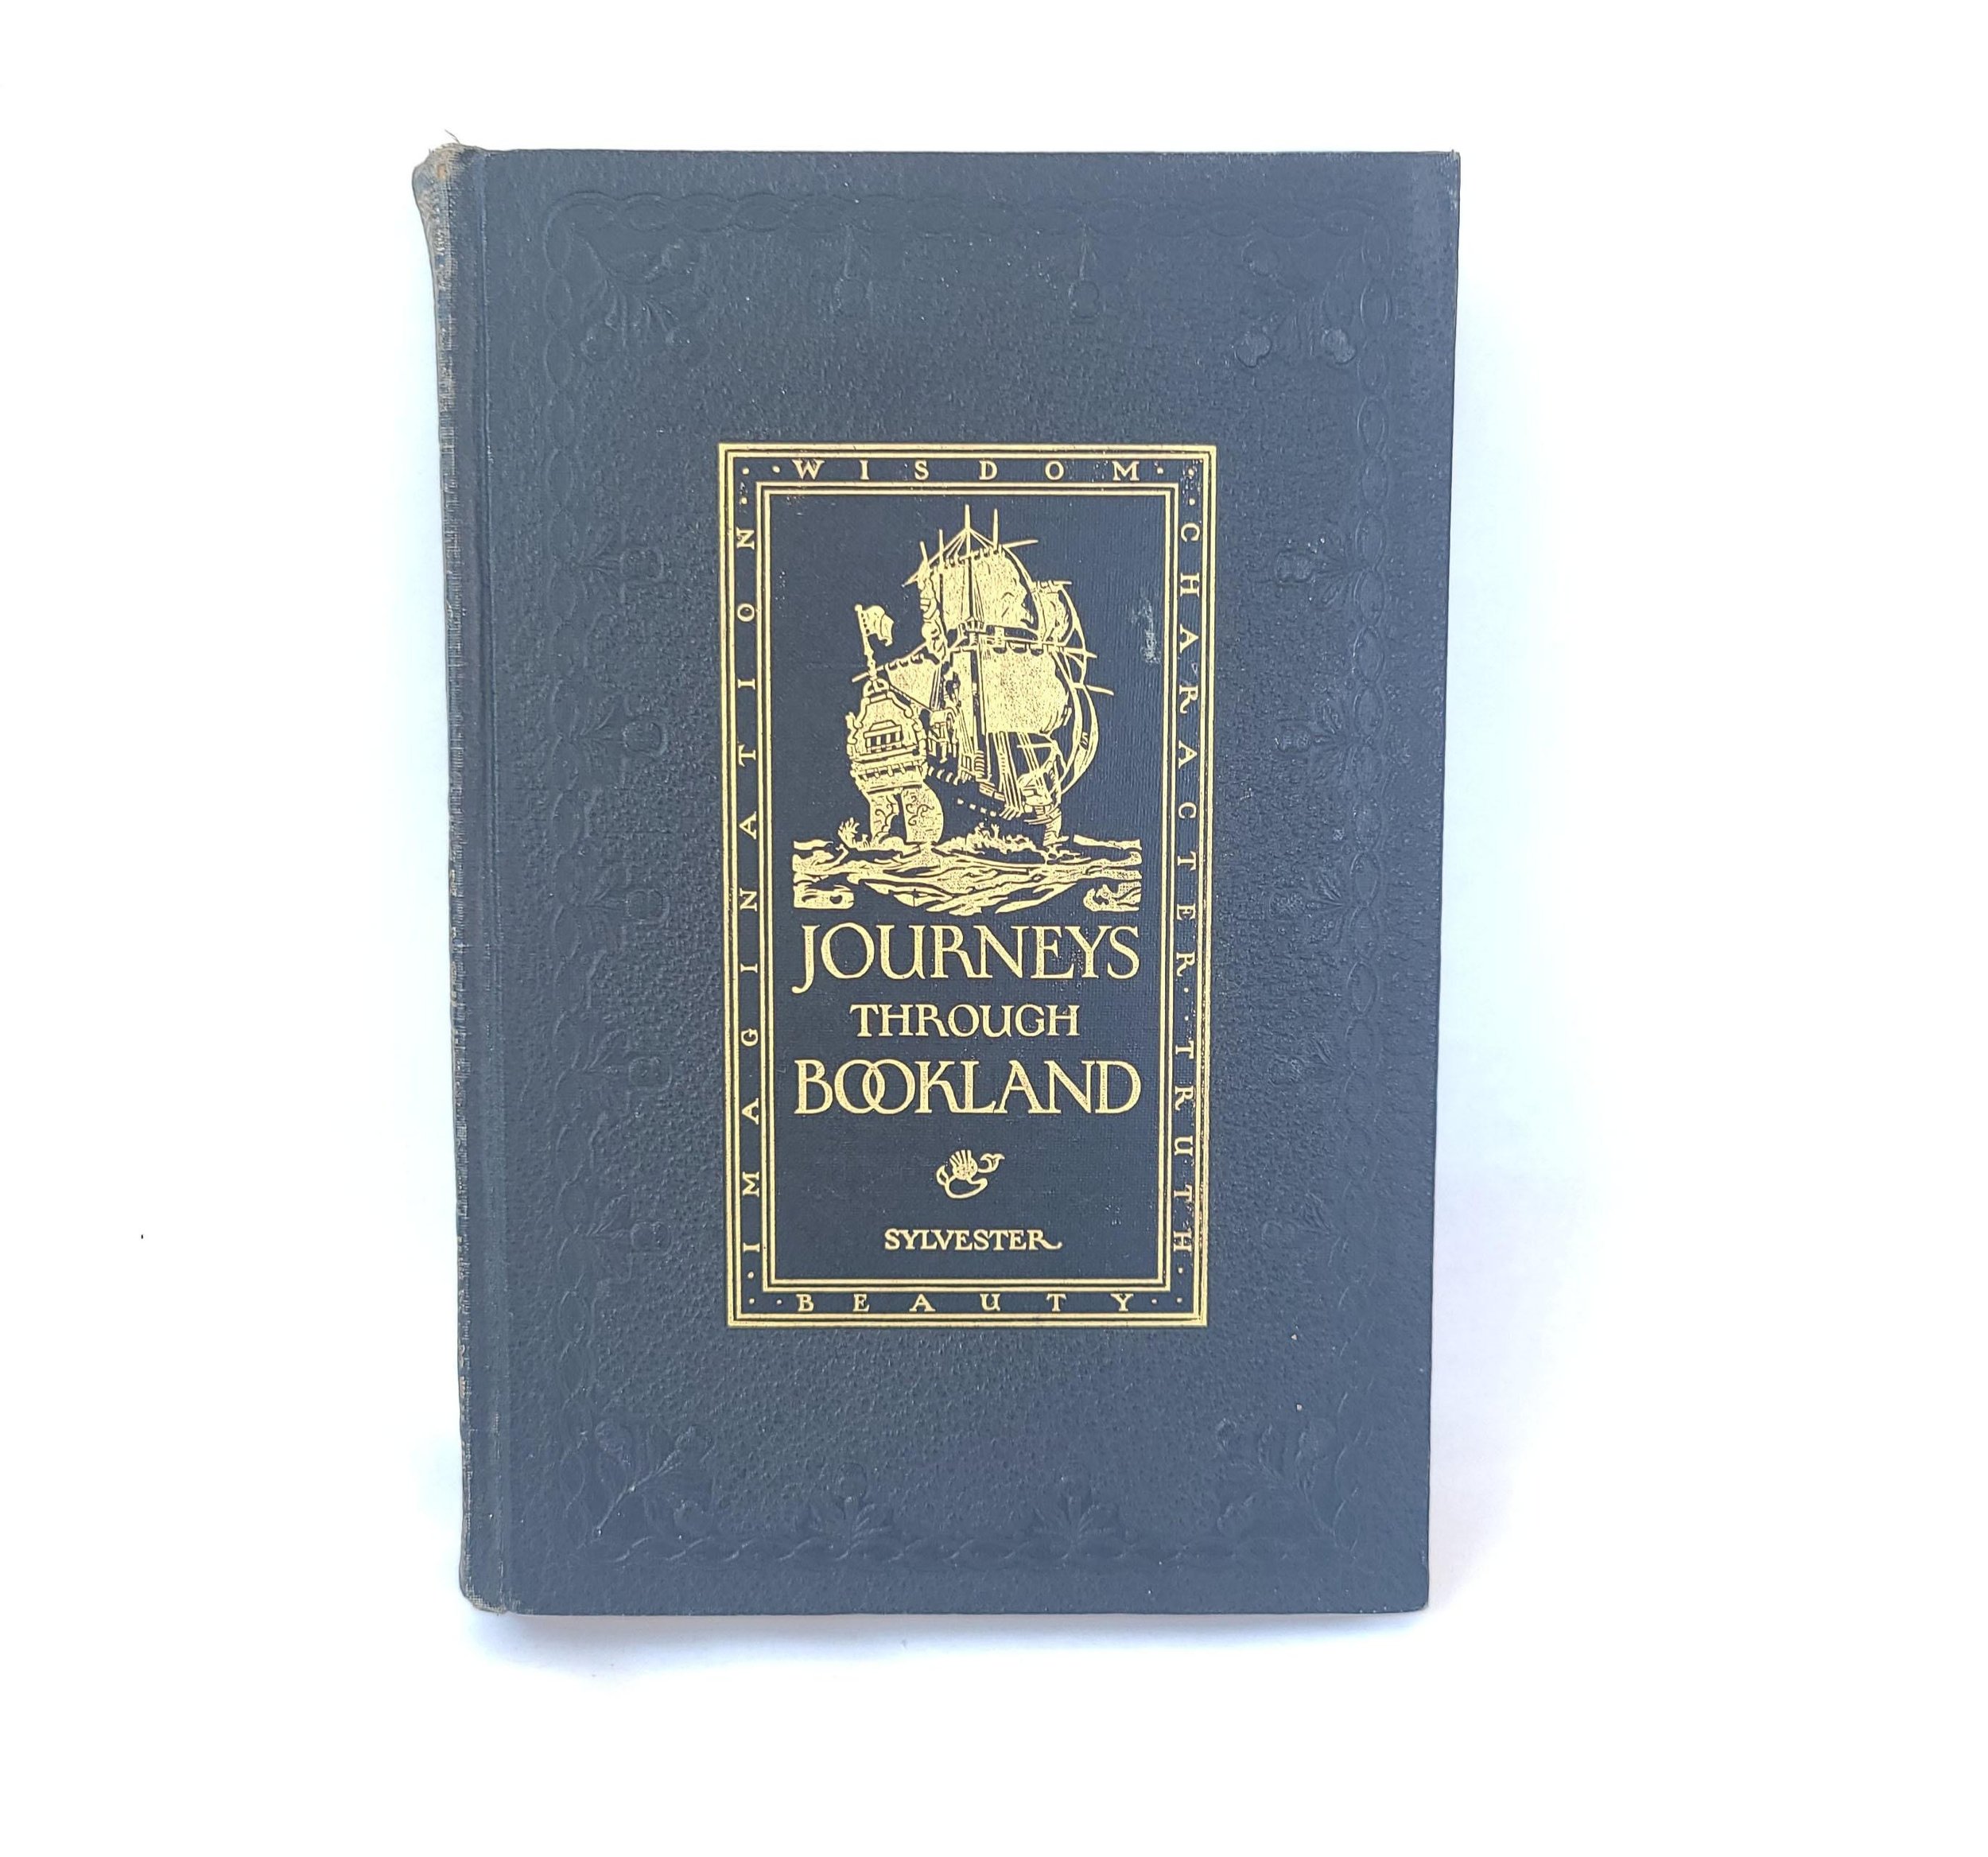 ·WISDOM·
·IMAGINATION·
·CHARACTER·TRUTH·
JOURNEYS
THROUGH
BOOKLAND
SYLVESTER
·BEAUTY·